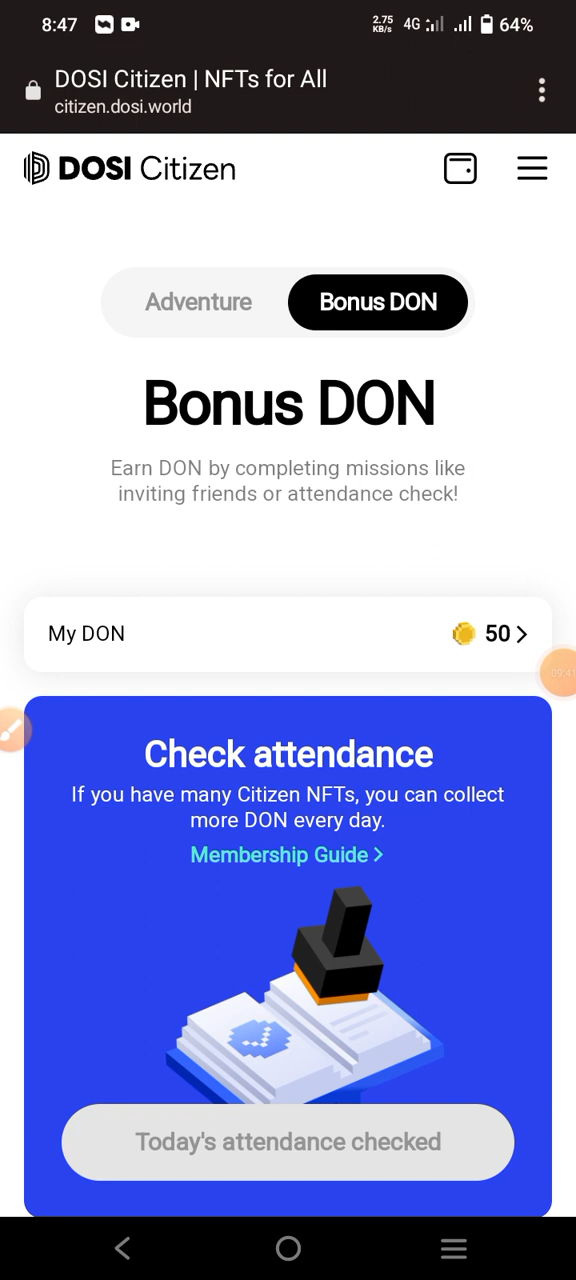 8:47
2.75
KB/s
4G
64%
DOSI Citizen | NFTs for All
citizen.dosi.world
DOSI Citizen
Adventure
Bonus DON
Bonus DON
Earn DON by completing missions like
inviting friends or attendance check!
My DON
50
09:41
Check attendance
If you have many Citizen NFTs, you can collect
more DON every day.
Membership Guide
Today's attendance checked